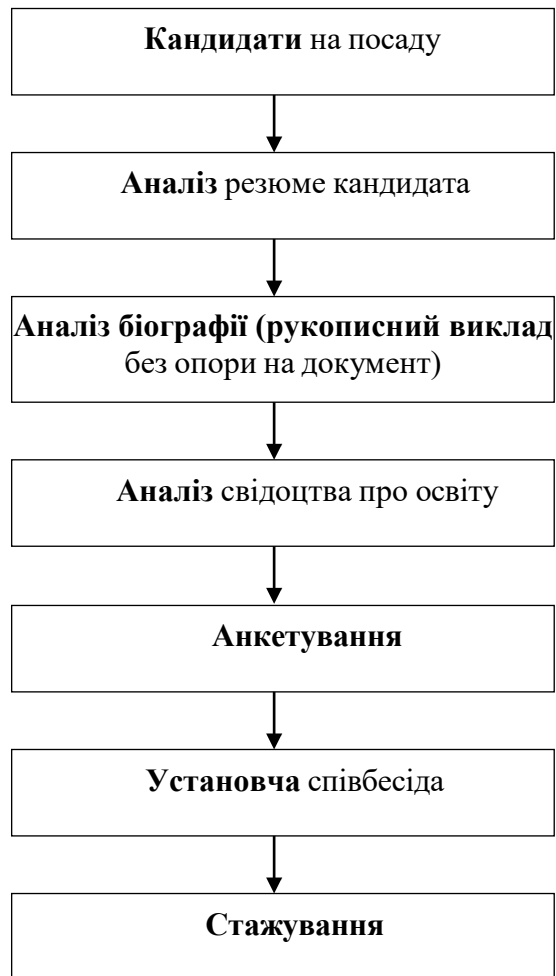 Кандидати на посаду
Аналіз резюме кандидата
Аналіз біографії (рукописний виклад
без опори на документ)
Аналіз свідоцтва про освіту
Анкетування
Установча співбесіда
Стажування